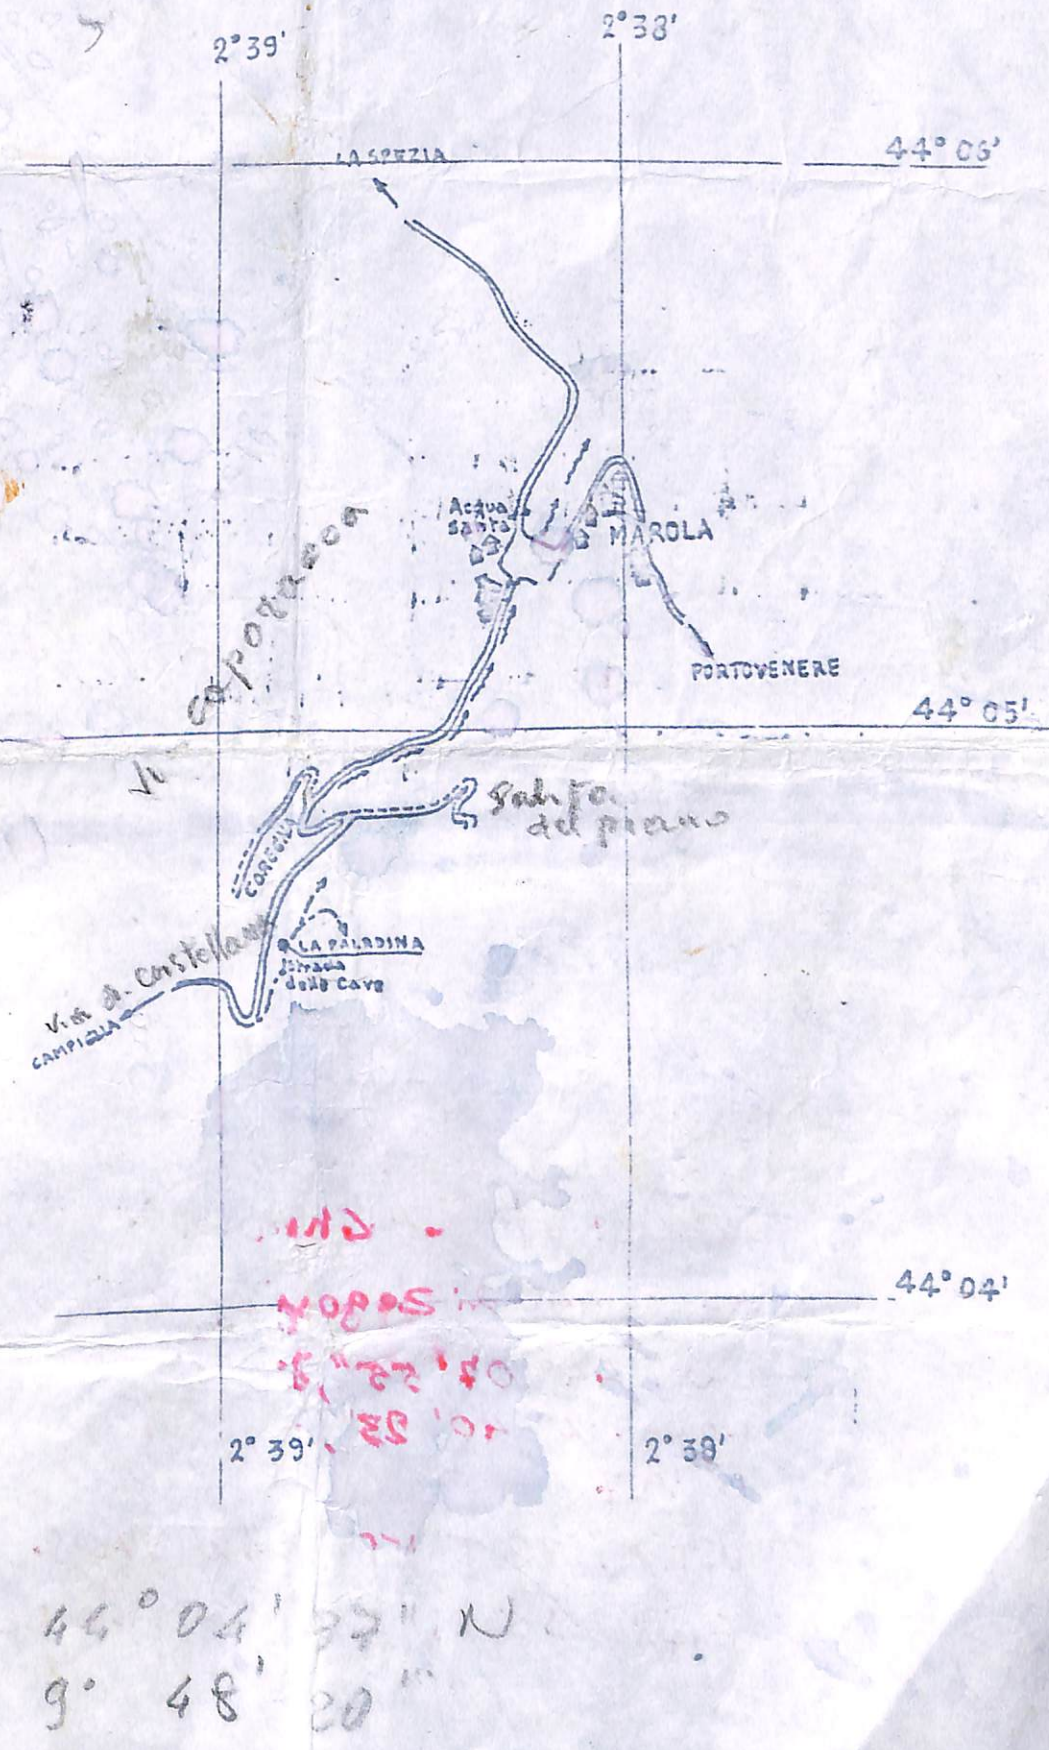 2°39'
2°38'
LA SPEZIA
44° 06'
Acqua
santa
MAROLA
PORTOVENERE
44° 05'
Salita
del piano
LA PALADINA
Strada
delle Cave
Via di Castellana
CAMPIGLIA
44° 04'
2° 39'
2° 38'
44° 04' 37" N
9° 48' 20"